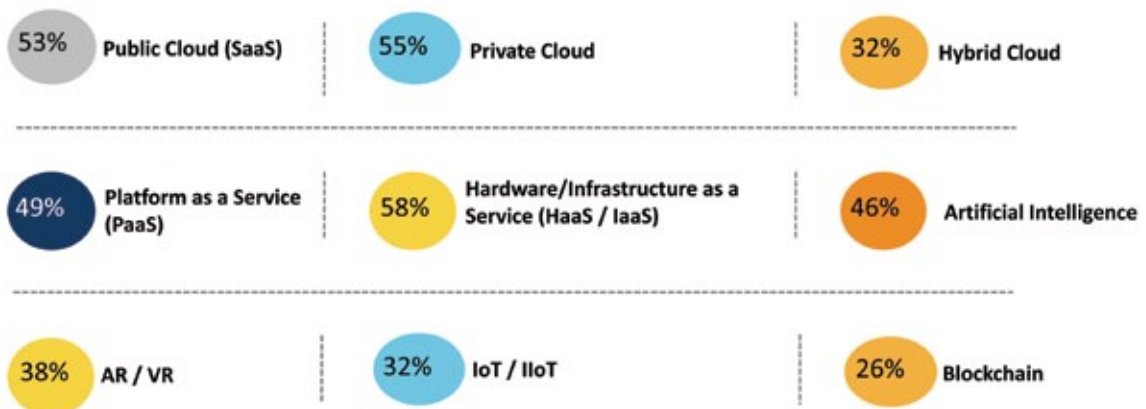 53% Public Cloud (SaaS)
55% Private Cloud
32% Hybrid Cloud
49% Platform as a Service
(PaaS)
58% Hardware/Infrastructure as a
Service (HaaS / IaaS)
46% Artificial Intelligence
38% AR / VR
32% IoT / IIoT
26% Blockchain